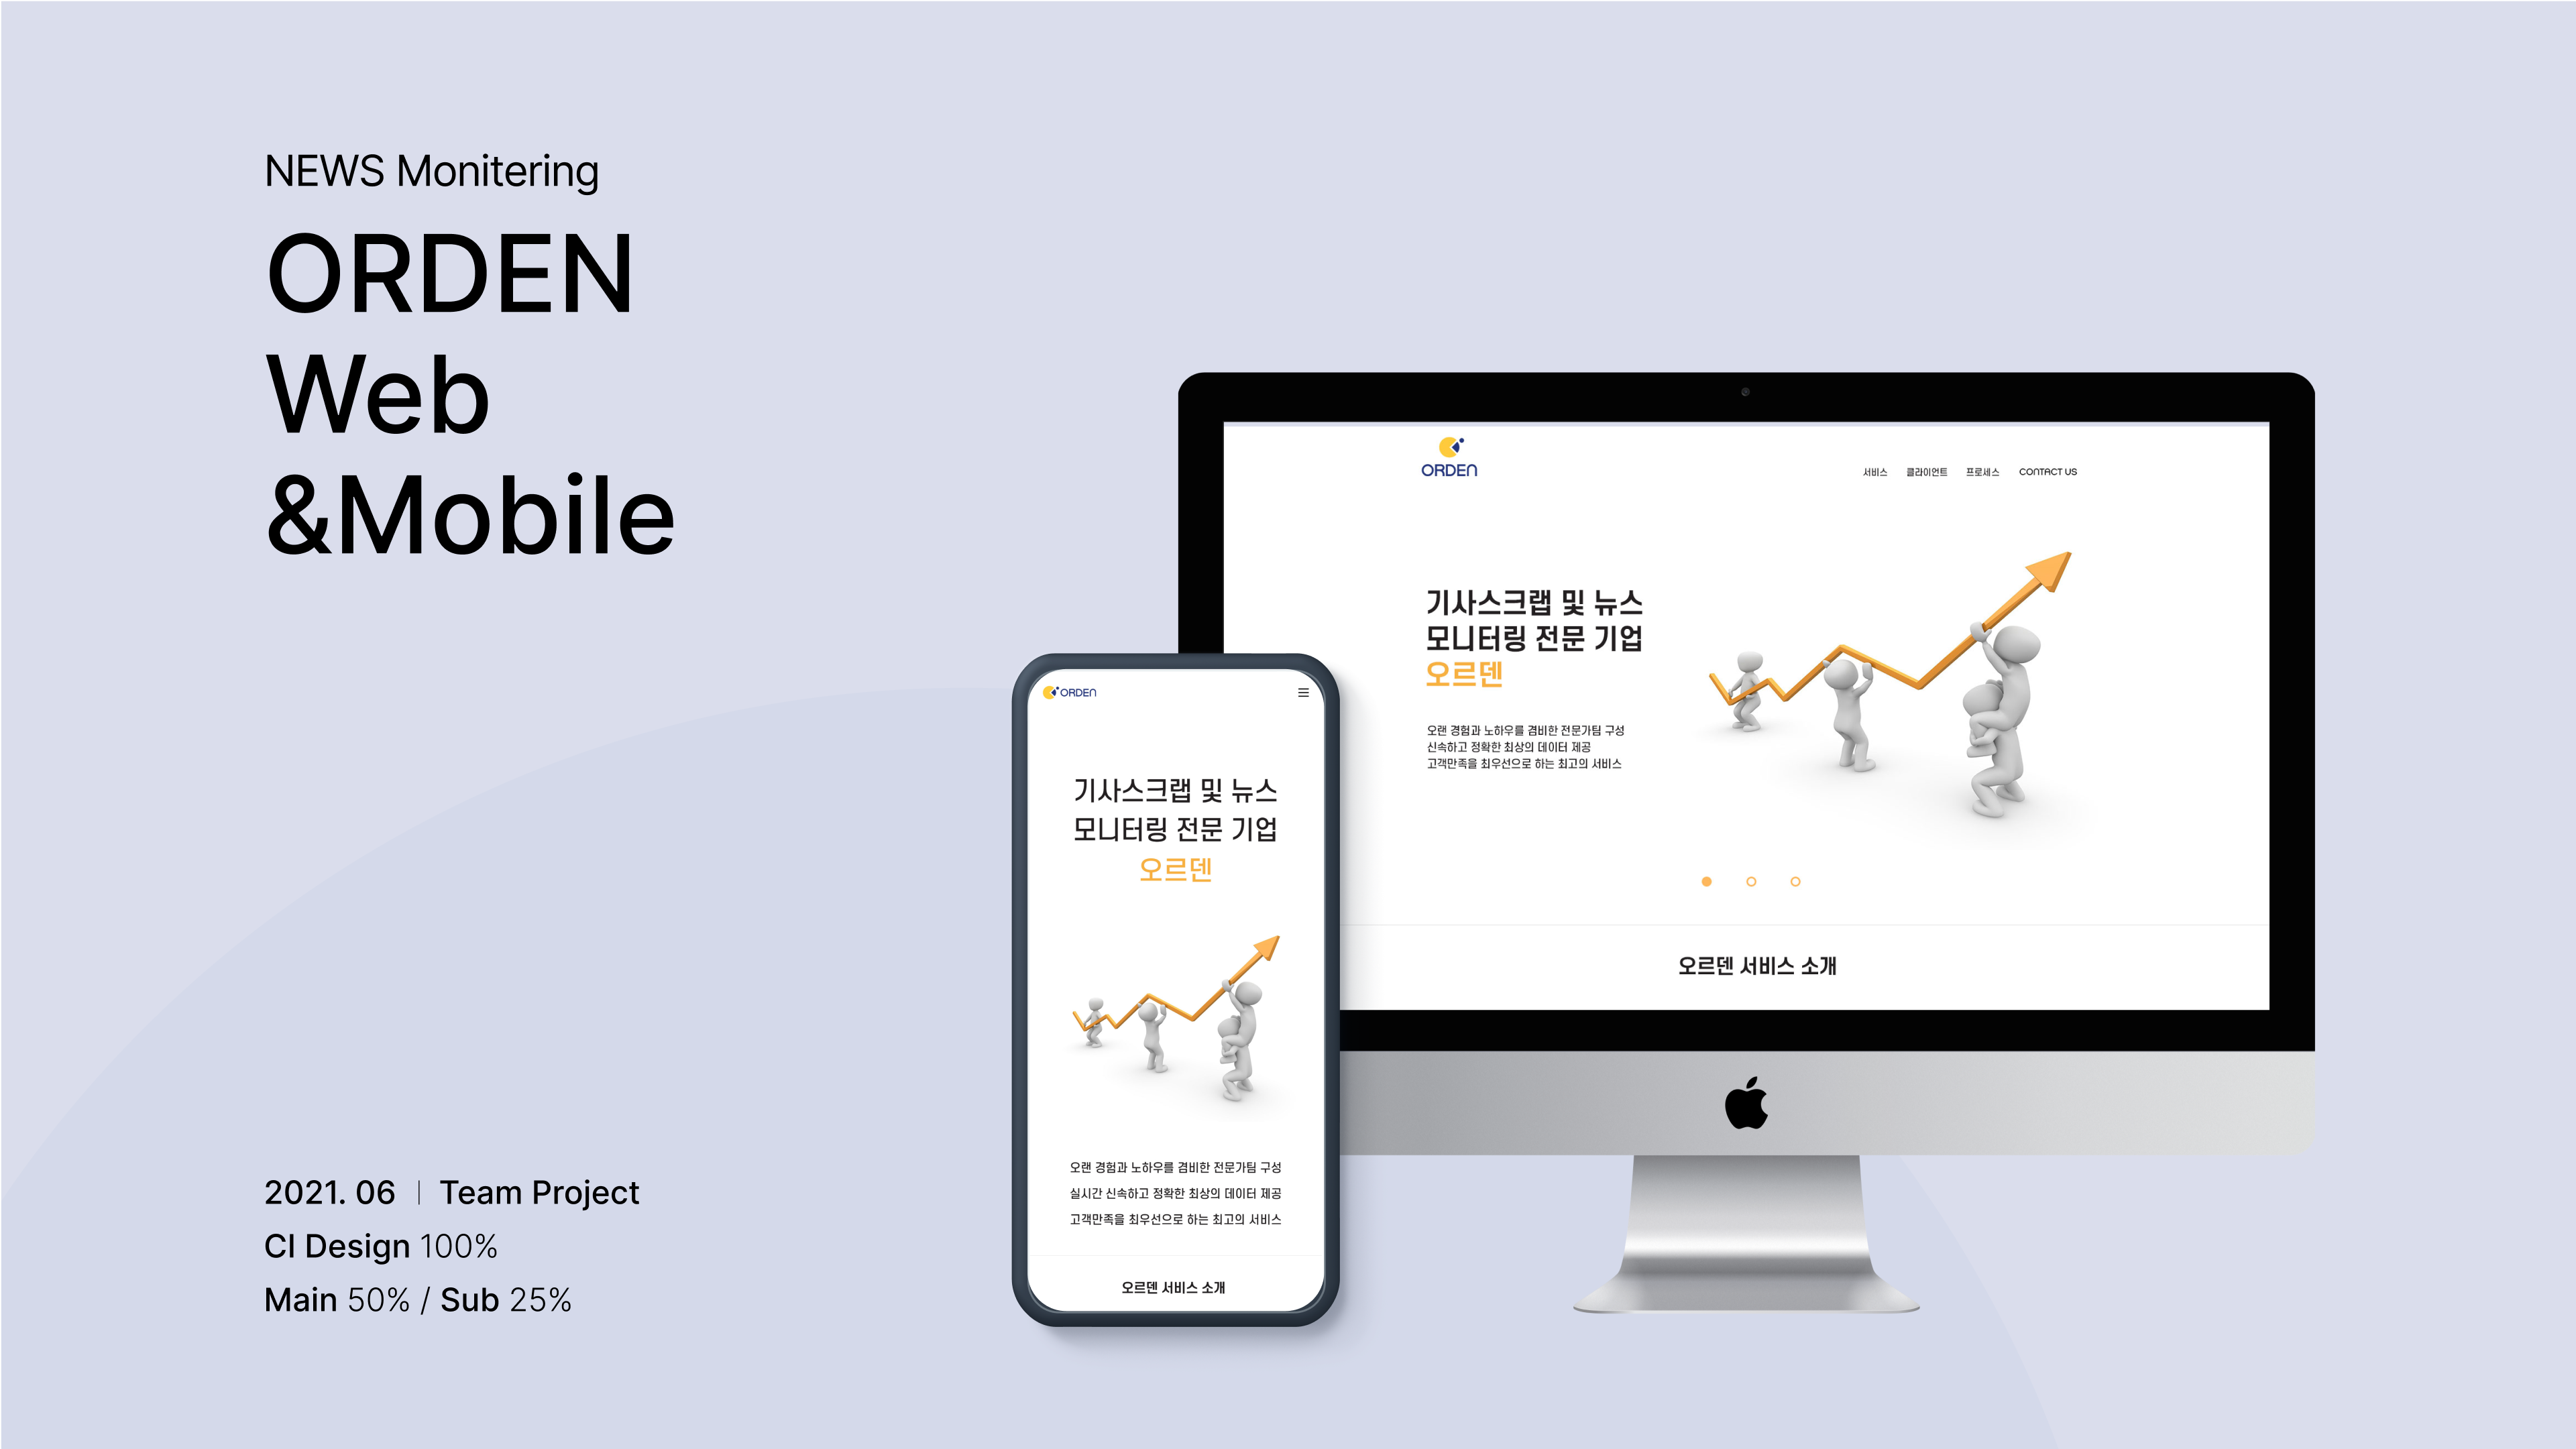 NEWS Monitering
ORDEN
Web
&Mobile
2021. 06 | Team Project
CI Design 100%
Main 50% / Sub 25%
ORDEN
기사스크랩 및 뉴스
모니터링 전문 기업
오르덴
오랜 경험과 노하우를 겸비한 전문가팀 구성
실시간 신속하고 정확한 최상의 데이터 제공
고객만족을 최우선으로 하는 최고의 서비스
오르덴 서비스 소개
ORDEN
서비스 클라이언트 프로세스 CONTACT US
기사스크랩 및 뉴스
모니터링 전문 기업
오르덴
오랜 경험과 노하우를 겸비한 전문가팀 구성
신속하고 정확한 최상의 데이터 제공
고객만족을 최우선으로 하는 최고의 서비스
오르덴 서비스 소개